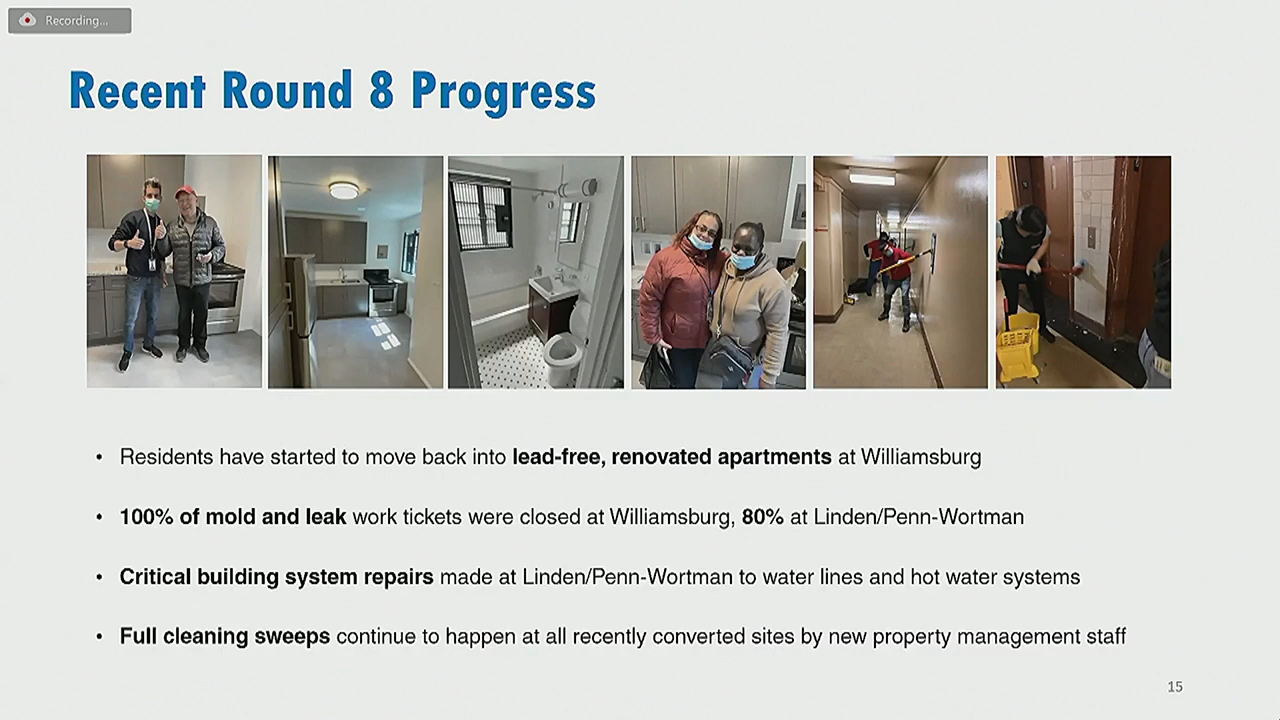 Recording...
Recent Round 8 Progress
• Residents have started to move back into lead-free, renovated apartments at Williamsburg
• 100% of mold and leak work tickets were closed at Williamsburg, 80% at Linden/Penn-Wortman
• Critical building system repairs made at Linden/Penn-Wortman to water lines and hot water systems
• Full cleaning sweeps continue to happen at all recently converted sites by new property management staff
15